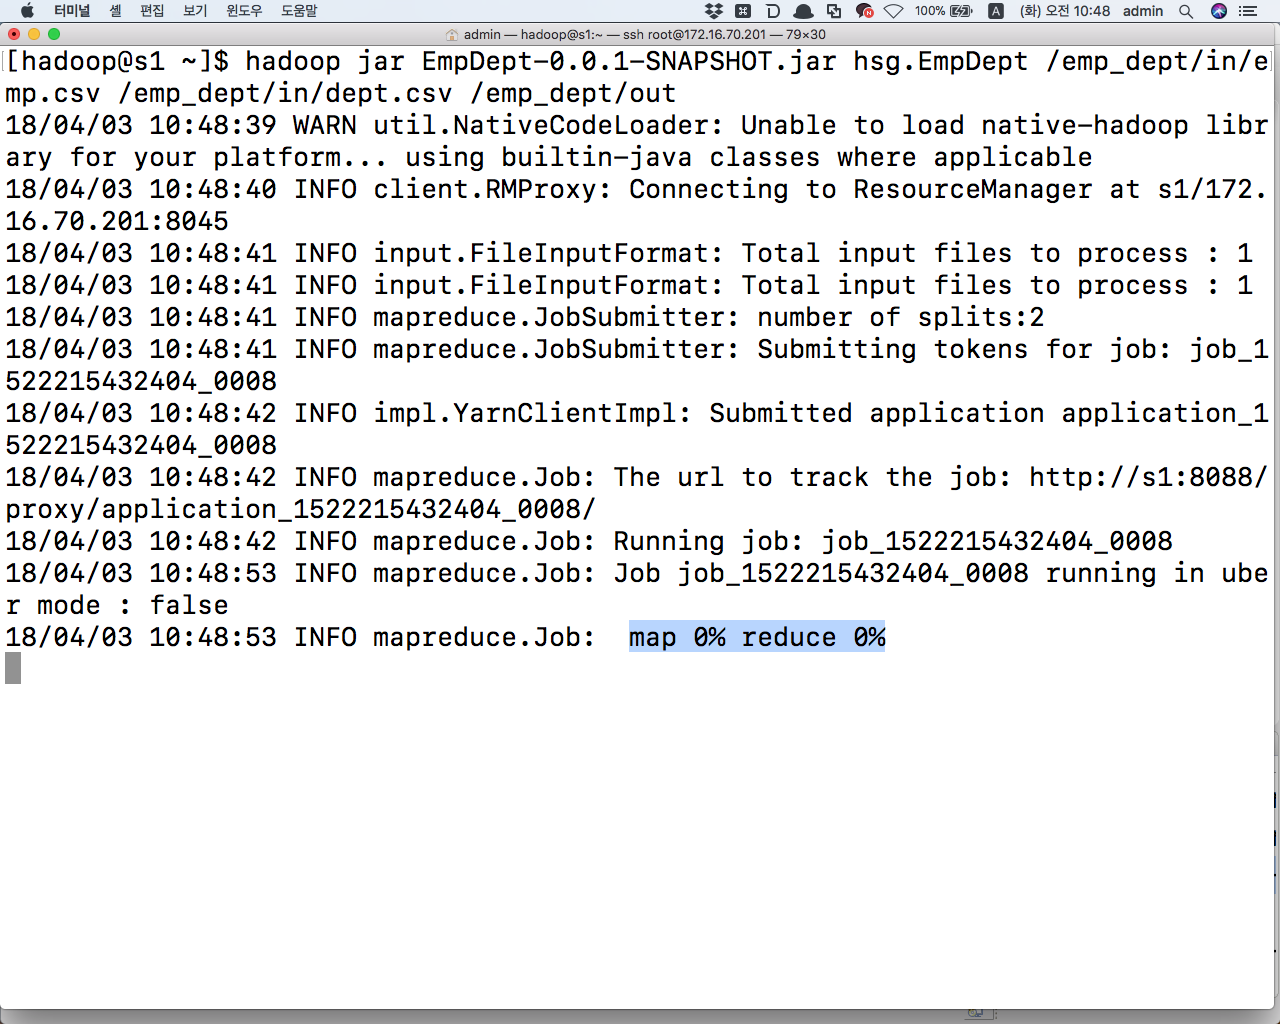 터미널 셸 편집 보기 윈도우 도움말 100% A (화) 오전 10:48 admin
admin — hadoop@s1:~ — ssh root@172.16.70.201 — 79×30
[hadoop@s1 ~]$ hadoop jar EmpDept-0.0.1-SNAPSHOT.jar hsg.EmpDept /emp_dept/in/e
mp.csv /emp_dept/in/dept.csv /emp_dept/out
18/04/03 10:48:39 WARN util.NativeCodeLoader: Unable to load native-hadoop libr
ary for your platform... using builtin-java classes where applicable
18/04/03 10:48:40 INFO client.RMProxy: Connecting to ResourceManager at s1/172.
16.70.201:8045
18/04/03 10:48:41 INFO input.FileInputFormat: Total input files to process : 1
18/04/03 10:48:41 INFO input.FileInputFormat: Total input files to process : 1
18/04/03 10:48:41 INFO mapreduce.JobSubmitter: number of splits:2
18/04/03 10:48:41 INFO mapreduce.JobSubmitter: Submitting tokens for job: job_1
522215432404_0008
18/04/03 10:48:42 INFO impl.YarnClientImpl: Submitted application application_1
522215432404_0008
18/04/03 10:48:42 INFO mapreduce.Job: The url to track the job: http://s1:8088/
proxy/application_1522215432404_0008/
18/04/03 10:48:42 INFO mapreduce.Job: Running job: job_1522215432404_0008
18/04/03 10:48:53 INFO mapreduce.Job: Job job_1522215432404_0008 running in ube
r mode : false
18/04/03 10:48:53 INFO mapreduce.Job:  map 0% reduce 0%